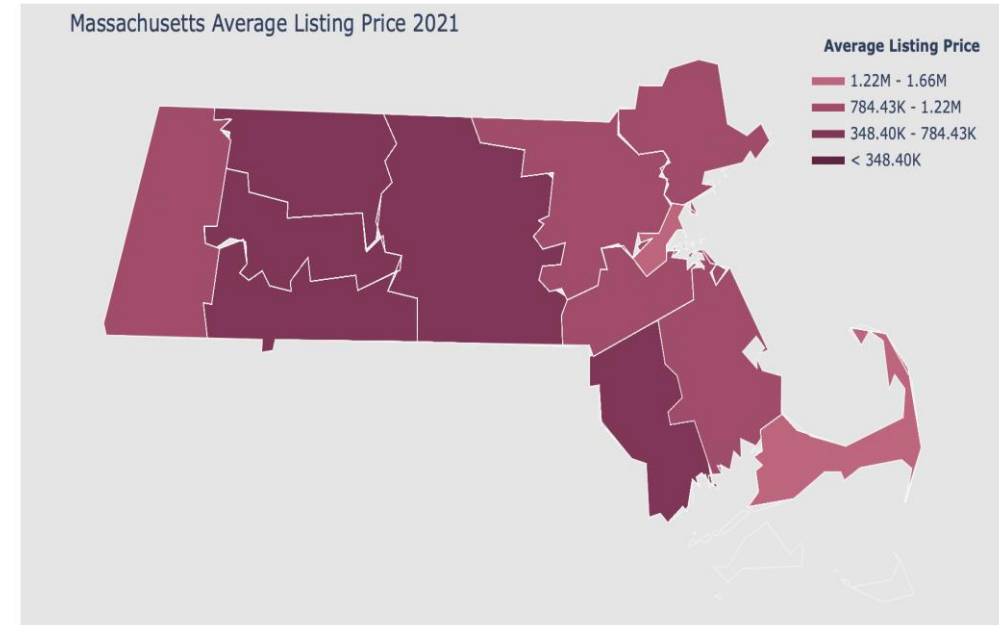 Massachusetts Average Listing Price 2021
Average Listing Price
1.22M - 1.66M
784.43K - 1.22M
348.40K - 784.43K
< 348.40K